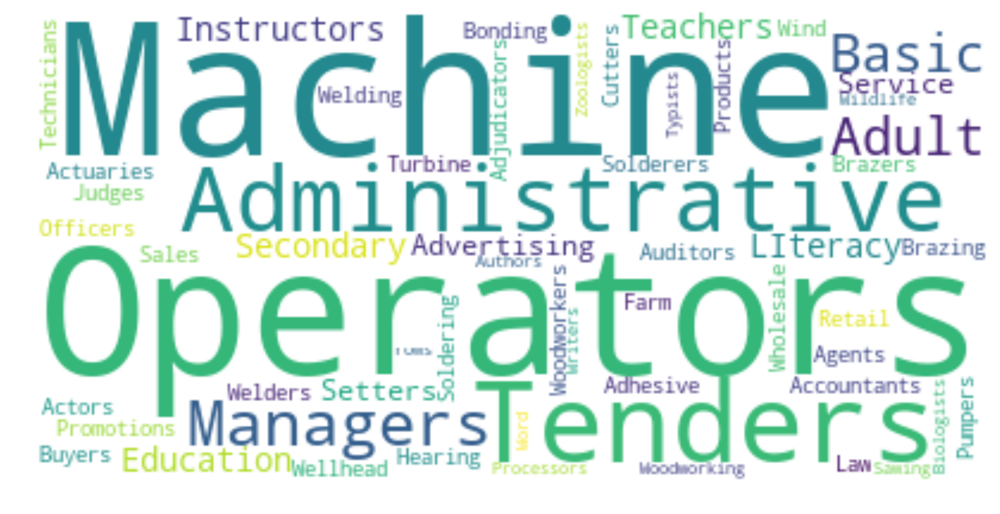 Technicians
Machine
Instructors
Bonding
Zoologists
Cutters
Teachers
Wind
Basic
Products
Adjudicators
Welding
Typists
Service
Wildlife
Adult
Actuaries
Turbine
Solderers
Brazers
Judges
Administrative
Officers
Secondary
Advertising
Auditors
LIteracy
Brazing
Sales
Authors
Operators
Woodworkers
Wholesale
Farm
Soldering
Writers
Retail
Agents
Welders
Setters
Adhesive
Accountants
Biologists
Pumpers
Actors
Managers
Tenders
Word
Promotions
Buyers
Education
Wellhead
Hearing
Processors
Woodworking
Law
Sawing